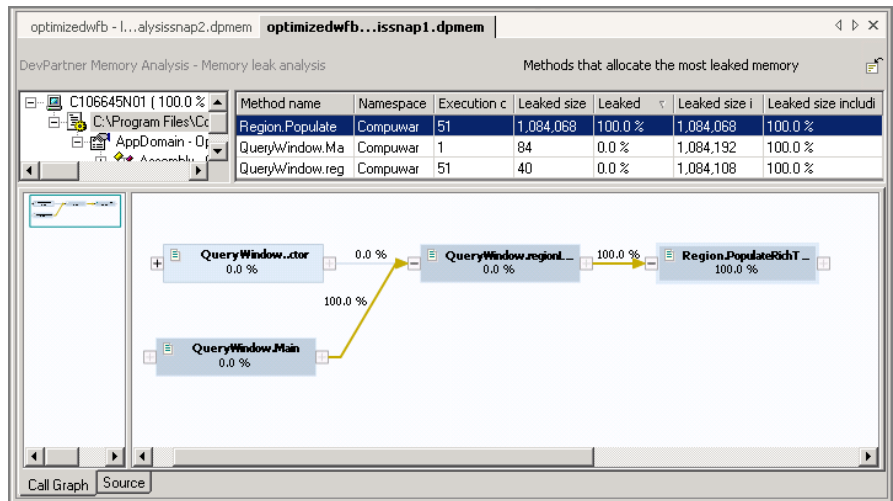 optimizedwfb - l...alysissnap2.dpmem optimizedwfb...issnap1.dpmem
DevPartner Memory Analysis - Memory leak analysis Methods that allocate the most leaked memory
C106645N01 (100.0 %
C:\Program Files\Co
AppDomain - Op
Method name Namespace Execution c Leaked size Leaked Leaked size i Leaked size includi
Region.Populate Compuwar 51 1,084,068 100.0 % 1,084,068 100.0 %
QueryWindow.Ma Compuwar 1 84 0.0 % 1,084,192 100.0 %
QueryWindow.reg Compuwar 51 40 0.0 % 1,084,108 100.0 %
QueryWindow..ctor
0.0 %
0.0 %
QueryWindow.regionL...
0.0 %
100.0 %
Region.PopulateRichT...
100.0 %
100.0 %
QueryWindow.Main
0.0 %
Call Graph Source